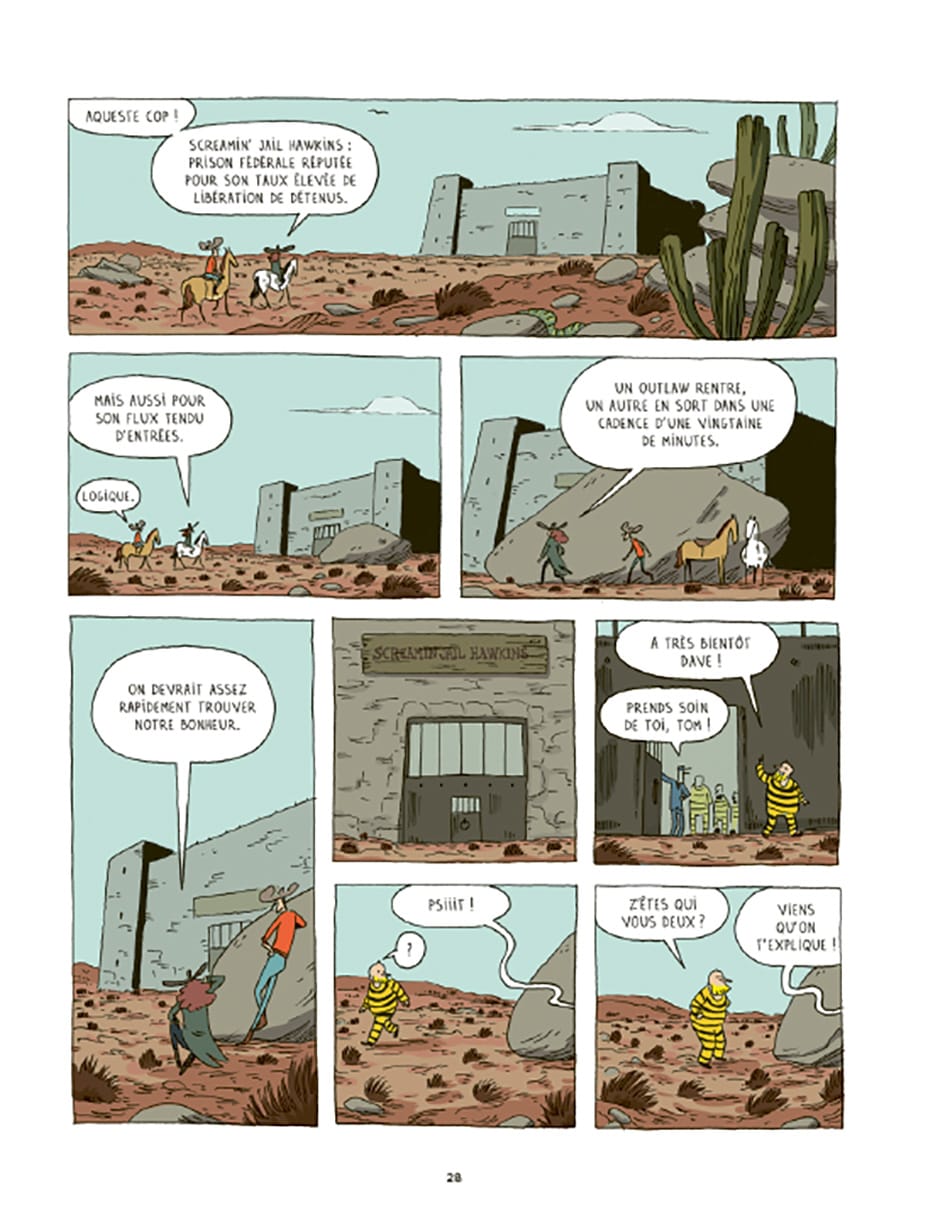 AQUESTE COP !
SCREAMIN' JAIL HAWKINS :
PRISON FÉDÉRALE RÉPUTÉE
POUR SON TAUX ÉLEVÉE DE
LIBÉRATION DE DÉTENUS.
MAIS AUSSI POUR
SON FLUX TENDU
D'ENTRÉES.
LOGIQUE.
UN OUTLAW RENTRE,
UN AUTRE EN SORT DANS UNE
CADENCE D'UNE VINGTAINE
DE MINUTES.
ON DEVRAIT ASSEZ
RAPIDEMENT TROUVER
NOTRE BONHEUR.
SCREAMIN' JAIL HAWKINS
A TRÈS BIENTÔT
DAVE !
PRENDS SOIN
DE TOI, TOM !
PSIIIT !
?
Z'ÊTES QUI
VOUS DEUX ?
VIENS
QU'ON
T'EXPLIQUE !
28